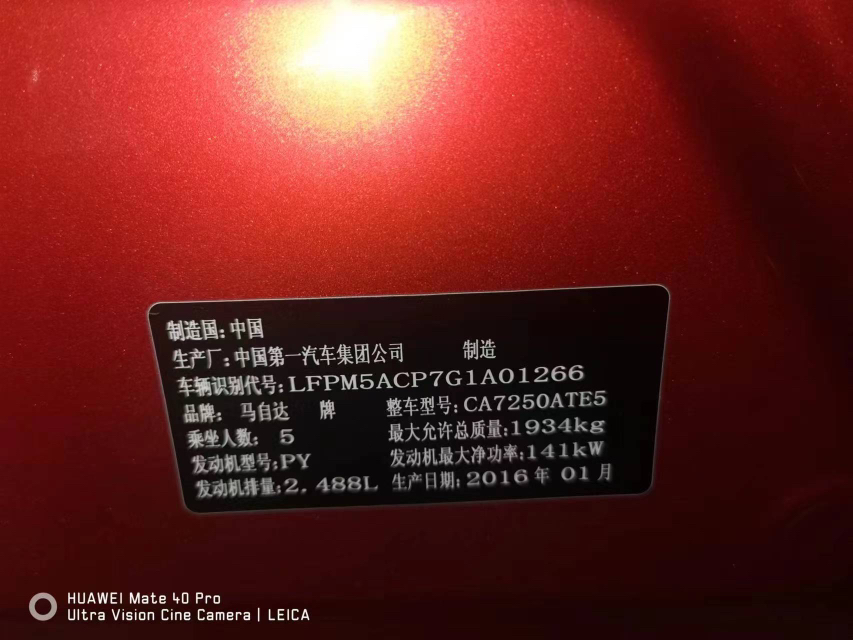 制造国:中国
生产厂:中国第一汽车集团公司 制造
车辆识别代号:LFPM5ACP7G1A01266
品牌: 马自达 牌 整车型号:CA7250ATE5
乘坐人数: 5 最大允许总质量:1934kg
发动机型号:PY 发动机最大净功率:141kW
发动机排量:2.488L 生产日期:2016年 01月
HUAWEI Mate 40 Pro
Ultra Vision Cine Camera | LEICA